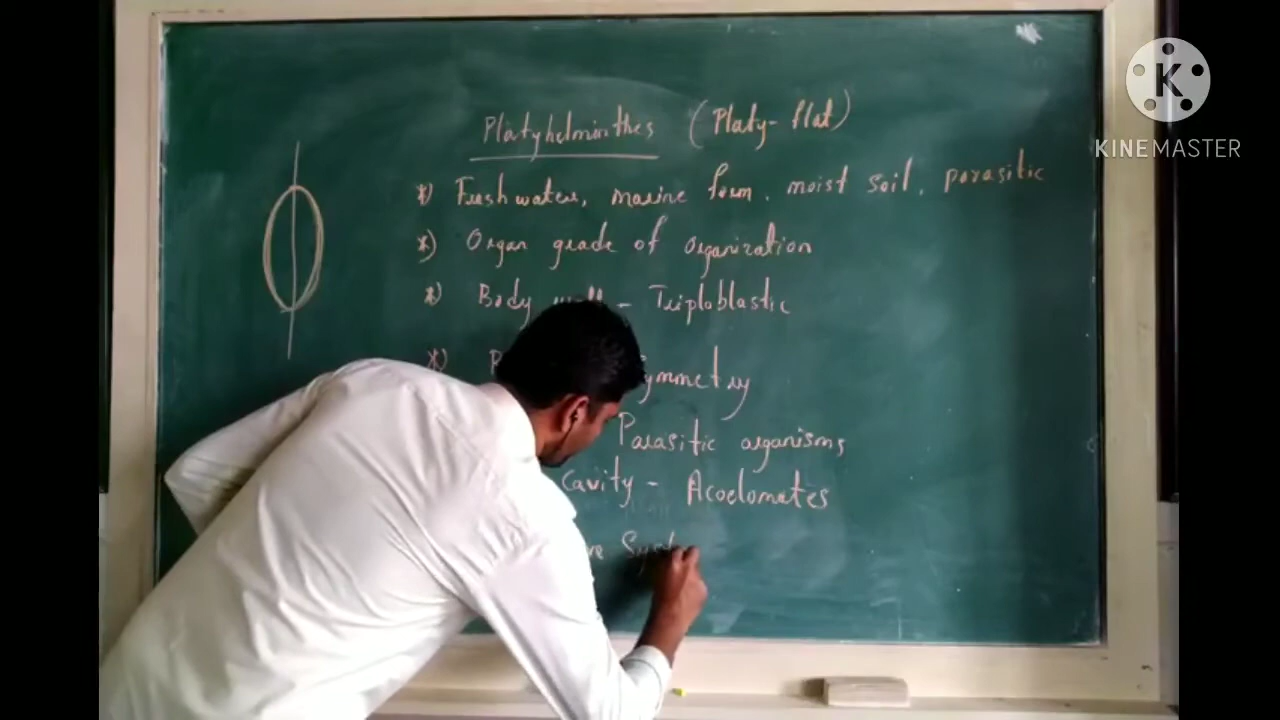 Platyhelminthes (Platy- flat)
*) Freshwater, marine form, moist soil, parasitic
*) Organ grade of organization
*) Body wall - Triploblastic
*) Symmetry
Parasitic organisms
cavity - Acoelomates
KINEMASTER